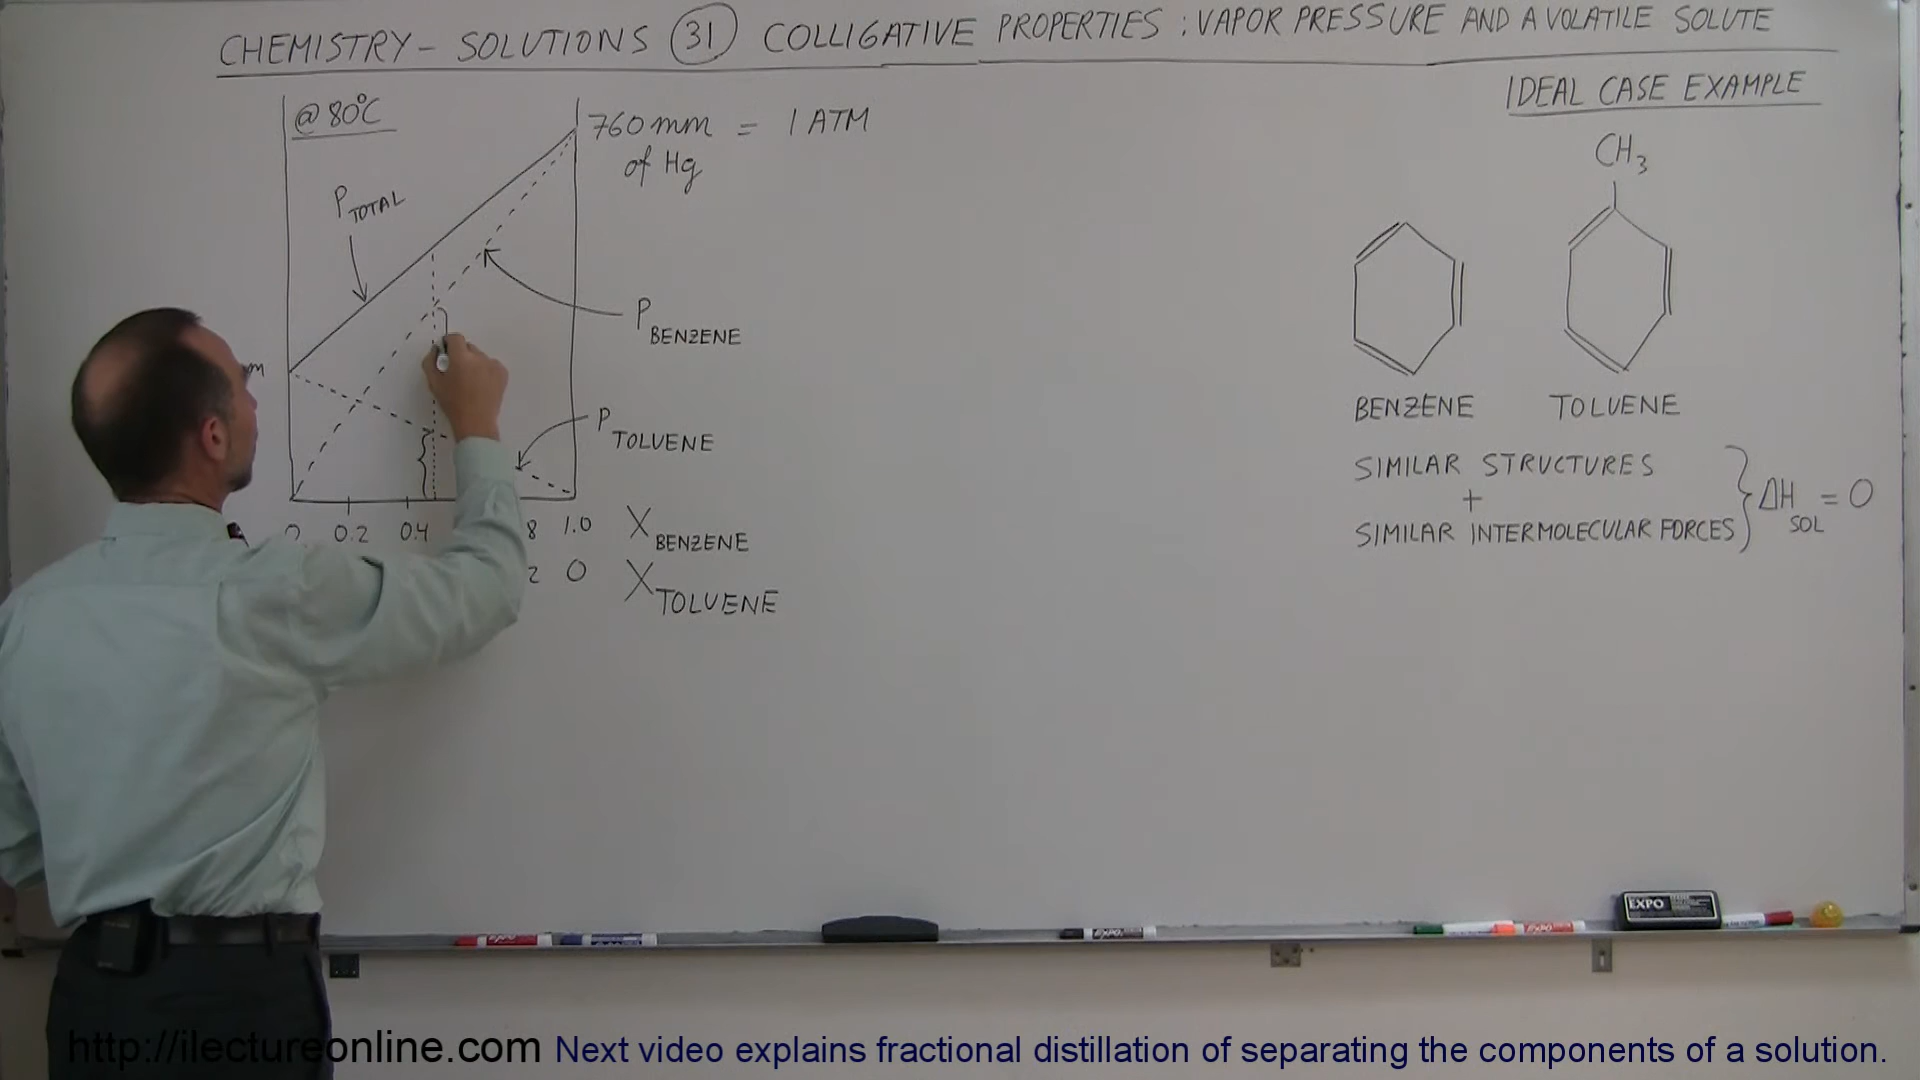 CHEMISTRY - SOLUTIONS 31 COLLIGATIVE PROPERTIES : VAPOR PRESSURE AND A VOLATILE SOLUTE
IDEAL CASE EXAMPLE
@ 80°C
760 mm = 1 ATM
of Hg
P TOTAL
P BENZENE
P TOLUENE
0.2 0.4 8 1.0 X BENZENE
2 0 X TOLUENE
CH3
BENZENE TOLUENE
SIMILAR STRUCTURES
+
SIMILAR INTERMOLECULAR FORCES
ΔH SOL = 0
EXPO
http://ilectureonline.com Next video explains fractional distillation of separating the components of a solution.